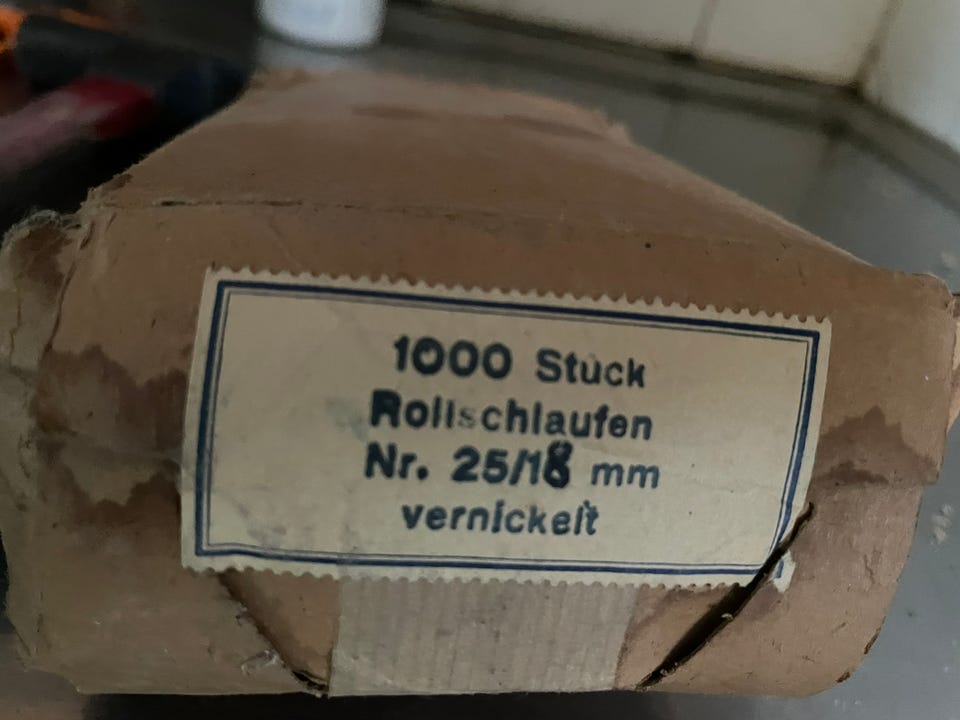 1000 Stück
Rollschlaufen
Nr. 25/18 mm
vernickelt